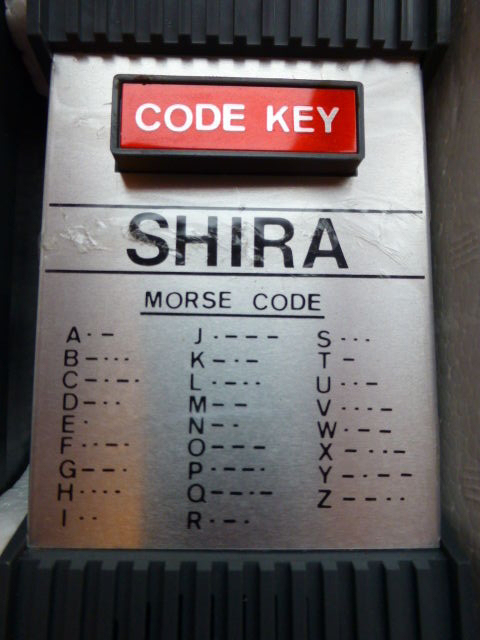 CODE KEY
SHIRA
MORSE CODE
A ·—
B —···
C —·—·
D —··
E ·
F ··—·
G ——·
H ····
I ··
J ·———
K —·—
L ·—··
M ——
N —·
O ———
P ·——·
Q ——·—
R ·—·
S ···
T —
U ··—
V ···—
W ·——
X —··—
Y —·——
Z ——··